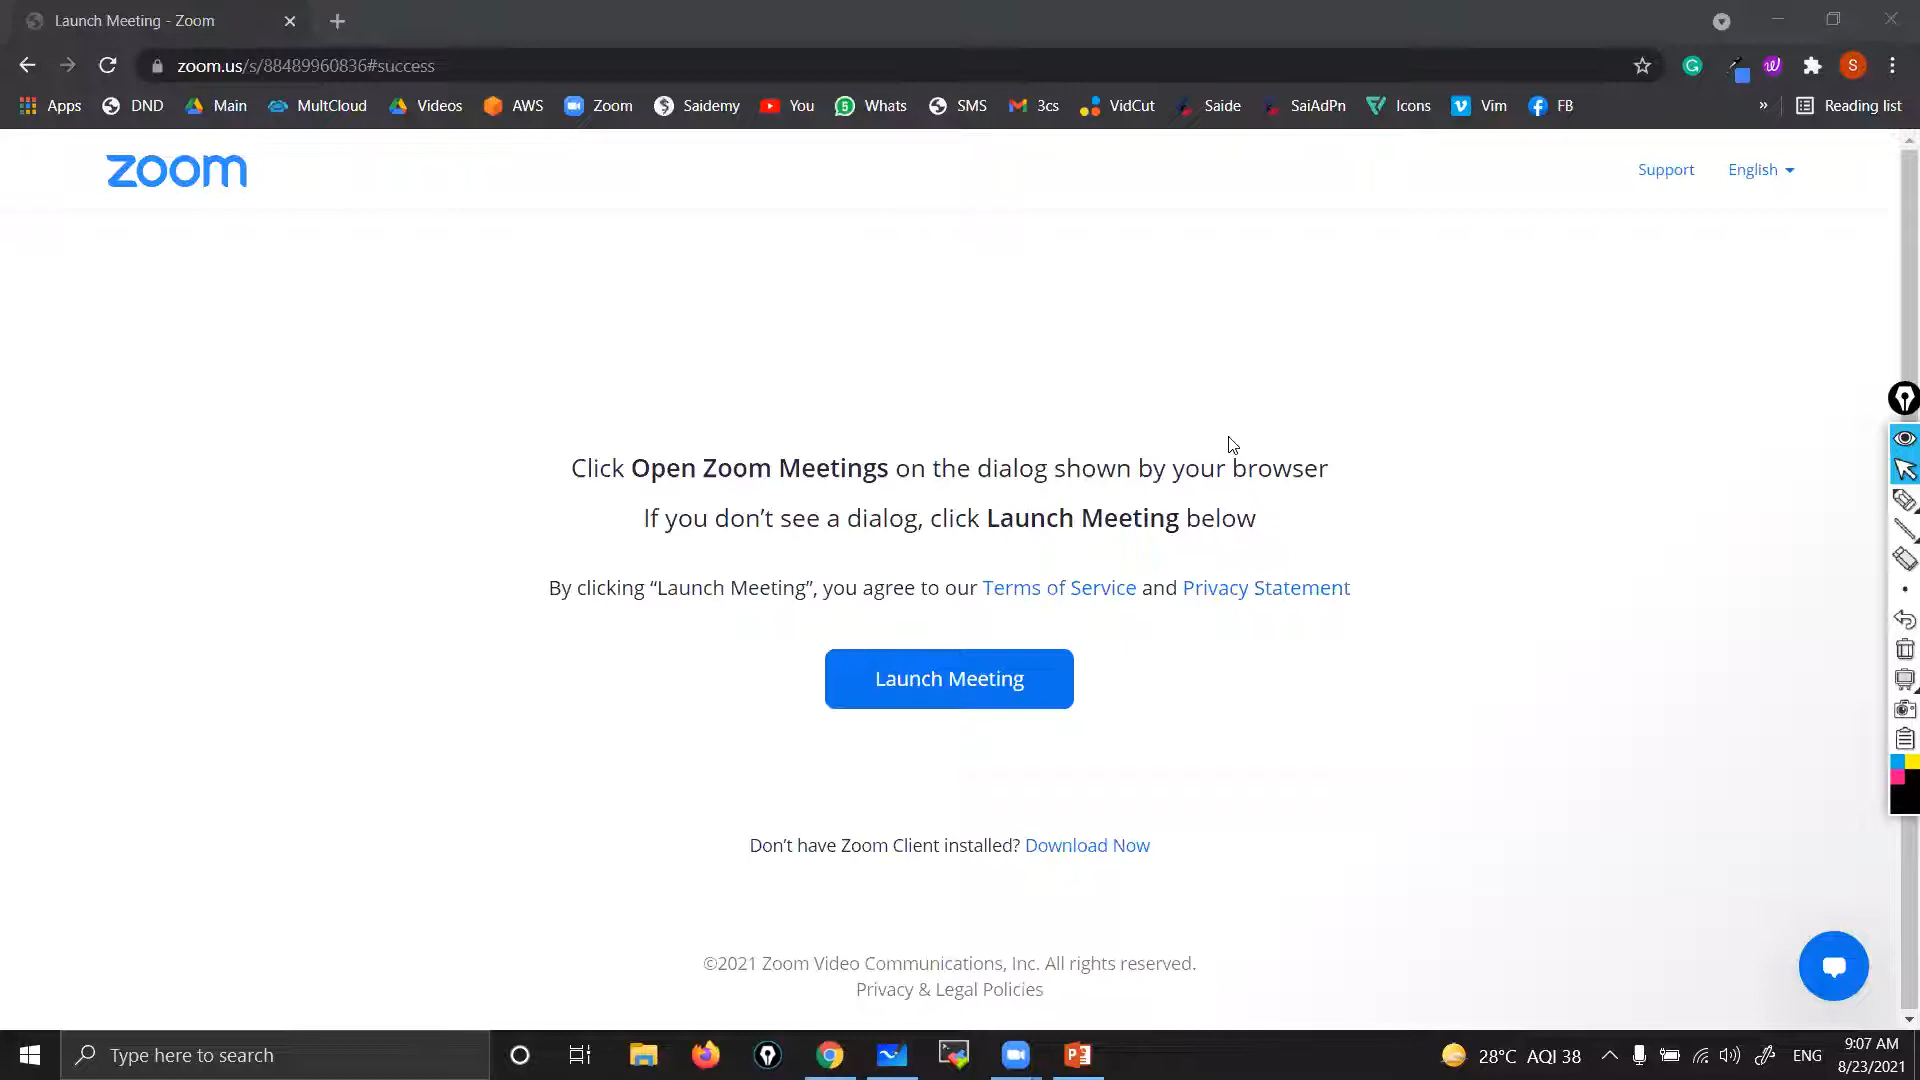 Launch Meeting - Zoom
zoom.us/s/88489960836#success
S
Apps DND Main MultCloud Videos AWS Zoom Saidemy You Whats SMS 3cs VidCut Saide SaiAdPn Icons Vim FB » Reading list
zoom
Support English
Click Open Zoom Meetings on the dialog shown by your browser
If you don’t see a dialog, click Launch Meeting below
By clicking “Launch Meeting”, you agree to our Terms of Service and Privacy Statement
Launch Meeting
Don’t have Zoom Client installed? Download Now
©2021 Zoom Video Communications, Inc. All rights reserved.
Privacy & Legal Policies
Type here to search
28°C AQI 38
ENG
9:07 AM
8/23/2021